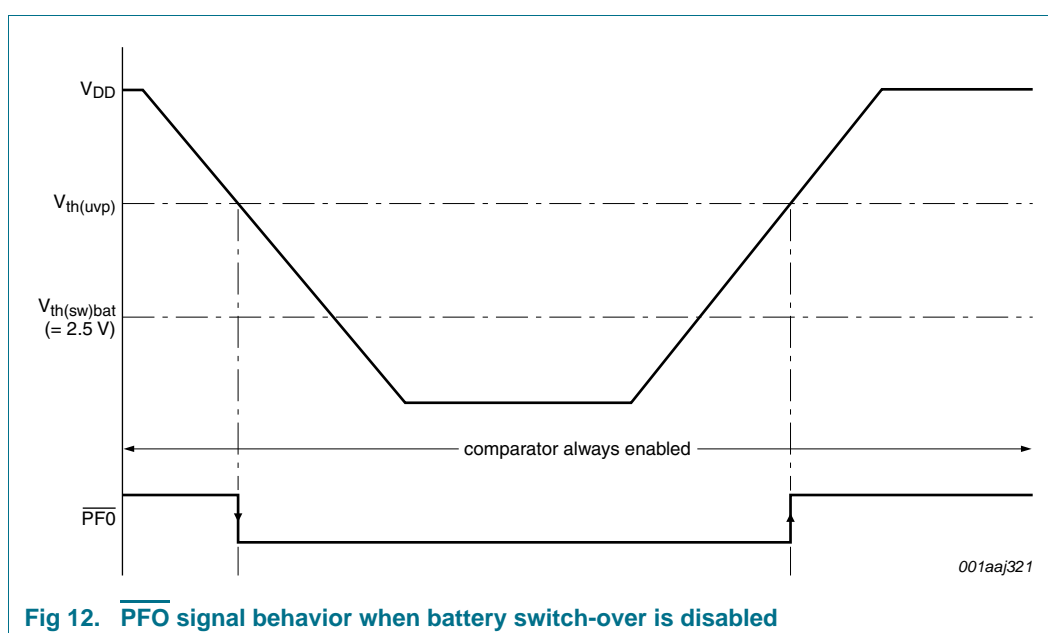 VDD
Vth(uvp)
Vth(sw)bat
(= 2.5 V)
comparator always enabled
PF0
001aaj321
Fig 12. PFO signal behavior when battery switch-over is disabled